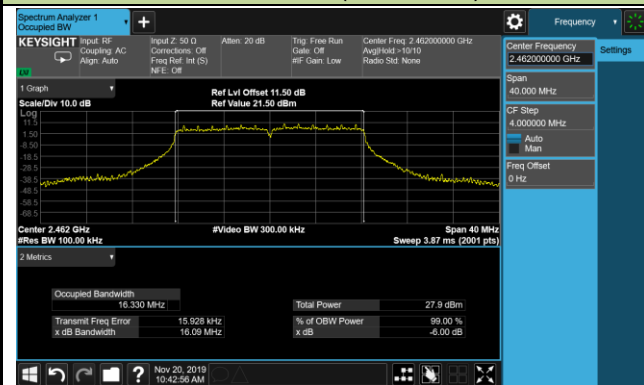 Spectrum Analyzer 1
Occupied BW
Frequency
KEYSIGHT
Input: RF
Coupling: AC
Align: Auto
Input Z: 50 Ω
Corrections: Off
Freq Ref: Int (S)
NFE: Off
Atten: 20 dB
Trig: Free Run
Gate: Off
#IF Gain: Low
Center Freq: 2.462000000 GHz
Avg|Hold:>10/10
Radio Std: None
LVI
Center Frequency
2.462000000 GHz
Settings
Span
40.000 MHz
CF Step
4.000000 MHz
Auto
Man
Freq Offset
0 Hz
1 Graph
Scale/Div 10.0 dB
Ref Lvl Offset 11.50 dB
Ref Value 21.50 dBm
Log
11.5
1.50
-8.50
-18.5
-28.5
-38.5
-48.5
-58.5
-68.5
Center 2.462 GHz
#Video BW 300.00 kHz
Span 40 MHz
#Res BW 100.00 kHz
Sweep 3.87 ms (2001 pts)
2 Metrics
Occupied Bandwidth
16.330 MHz
Total Power 27.9 dBm
Transmit Freq Error 15.928 kHz
% of OBW Power 99.00 %
x dB Bandwidth 16.09 MHz
x dB -6.00 dB
?
Nov 20, 2019
10:42:56 AM